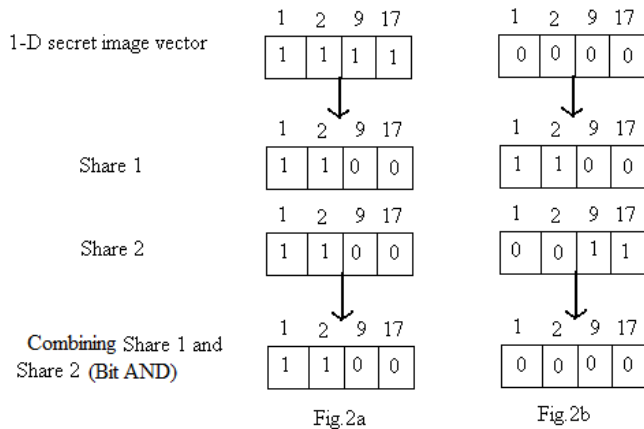 1 2 9 17 1 2 9 17
1-D secret image vector 1 1 1 1 0 0 0 0
1 2 9 17 1 2 9 17
Share 1 1 1 0 0 1 1 0 0
1 2 9 17 1 2 9 17
Share 2 1 1 0 0 0 0 1 1
1 2 9 17 1 2 9 17
Combining Share 1 and
Share 2 (Bit AND) 1 1 0 0 0 0 0 0
Fig.2a Fig.2b